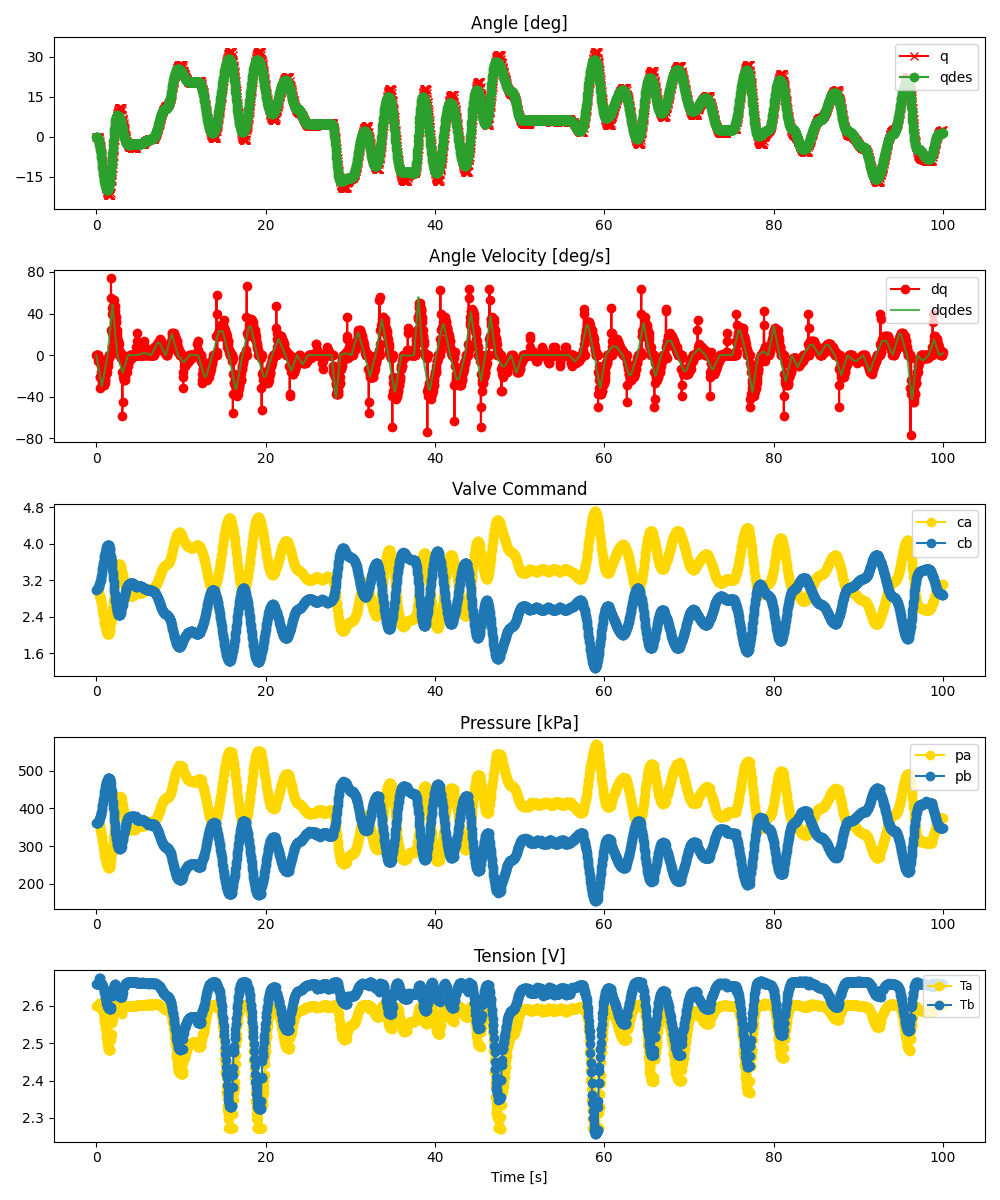 Angle [deg]
30
15
0
−15
q
qdes
0 20 40 60 80 100
Angle Velocity [deg/s]
80
40
0
−40
−80
dq
dqdes
0 20 40 60 80 100
Valve Command
4.8
4.0
3.2
2.4
1.6
ca
cb
0 20 40 60 80 100
Pressure [kPa]
500
400
300
200
pa
pb
0 20 40 60 80 100
Tension [V]
2.6
2.5
2.4
2.3
Ta
Tb
0 20 40 60 80 100
Time [s]